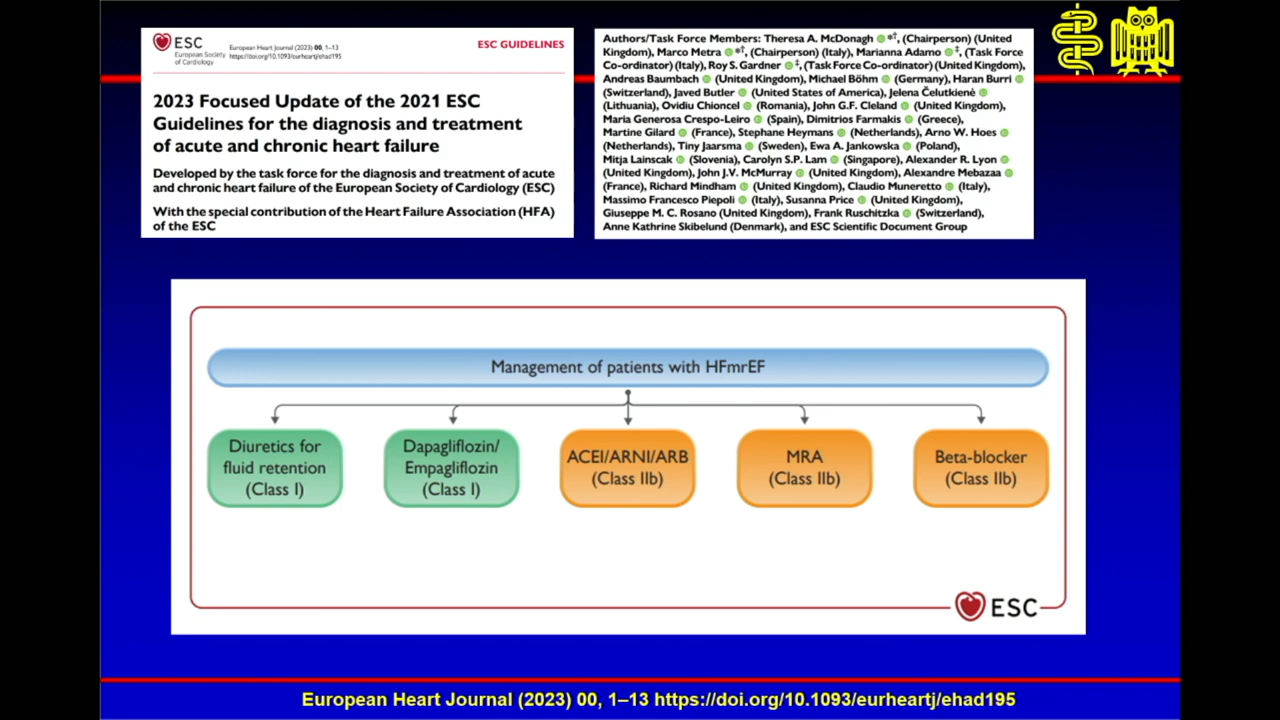 ESC
European Society
of Cardiology
European Heart Journal (2023) 00, 1–13
https://doi.org/10.1093/eurheartj/ehad195
ESC GUIDELINES
2023 Focused Update of the 2021 ESC
Guidelines for the diagnosis and treatment
of acute and chronic heart failure
Developed by the task force for the diagnosis and treatment of acute
and chronic heart failure of the European Society of Cardiology (ESC)
With the special contribution of the Heart Failure Association (HFA)
of the ESC
Authors/Task Force Members: Theresa A. McDonagh *†, (Chairperson) (United
Kingdom), Marco Metra *†, (Chairperson) (Italy), Marianna Adamo ‡, (Task Force
Co-ordinator) (Italy), Roy S. Gardner ‡, (Task Force Co-ordinator) (United Kingdom),
Andreas Baumbach (United Kingdom), Michael Böhm (Germany), Haran Burri
(Switzerland), Javed Butler (United States of America), Jelena Čelutkienė
(Lithuania), Ovidiu Chioncel (Romania), John G.F. Cleland (United Kingdom),
Maria Generosa Crespo-Leiro (Spain), Dimitrios Farmakis (Greece),
Martine Gilard (France), Stephane Heymans (Netherlands), Arno W. Hoes
(Netherlands), Tiny Jaarsma (Sweden), Ewa A. Jankowska (Poland),
Mitja Lainscak (Slovenia), Carolyn S.P. Lam (Singapore), Alexander R. Lyon
(United Kingdom), John J.V. McMurray (United Kingdom), Alexandre Mebazaa
(France), Richard Mindham (United Kingdom), Claudio Muneretto (Italy),
Massimo Francesco Piepoli (Italy), Susanna Price (United Kingdom),
Giuseppe M. C. Rosano (United Kingdom), Frank Ruschitzka (Switzerland),
Anne Kathrine Skibelund (Denmark), and ESC Scientific Document Group
Management of patients with HFmrEF
Diuretics for
fluid retention
(Class I)
Dapagliflozin/
Empagliflozin
(Class I)
ACEI/ARNI/ARB
(Class IIb)
MRA
(Class IIb)
Beta-blocker
(Class IIb)
ESC
European Heart Journal (2023) 00, 1–13 https://doi.org/10.1093/eurheartj/ehad195